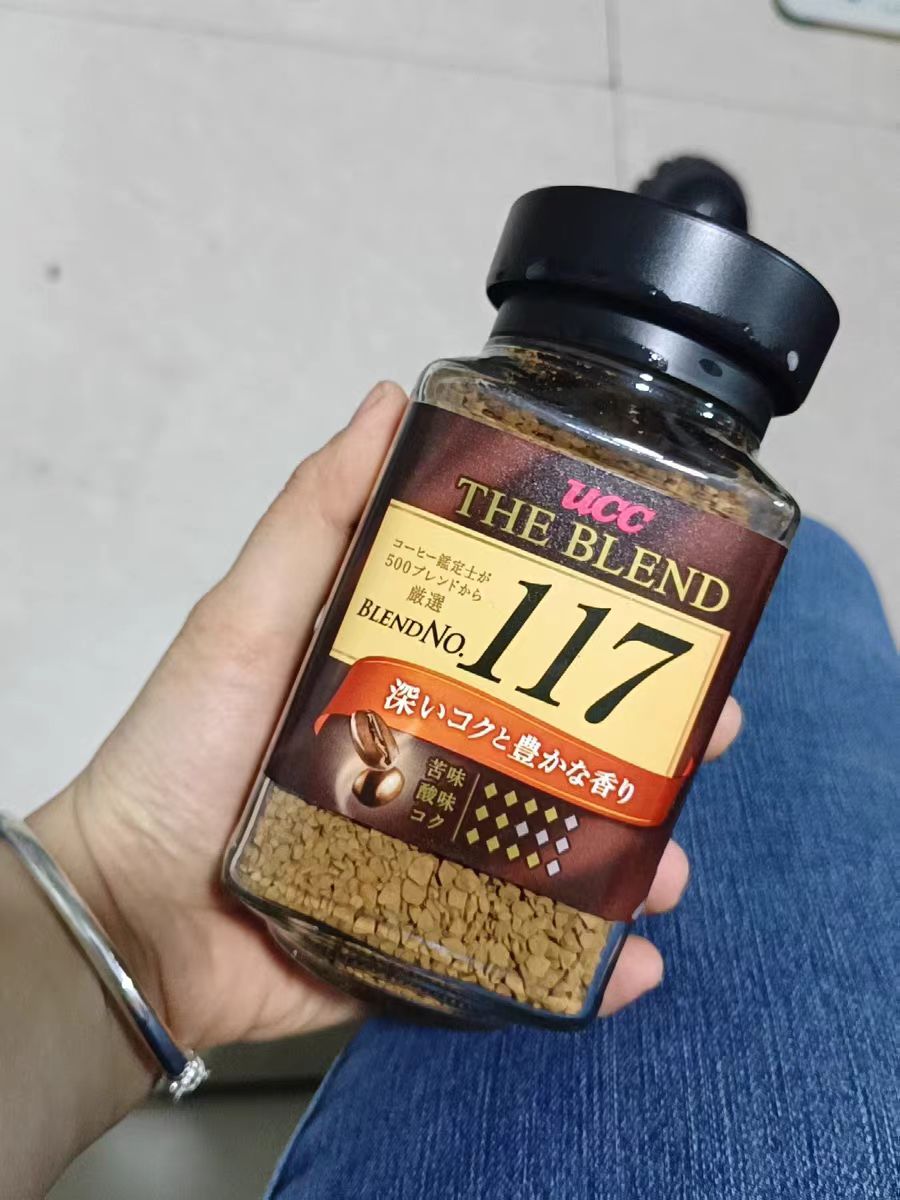 UCC
THE BLEND
コーヒー鑑定士が
500ブレンドから
厳選
BLEND NO.
117
深いコクと豊かな香り
苦味
酸味
コク